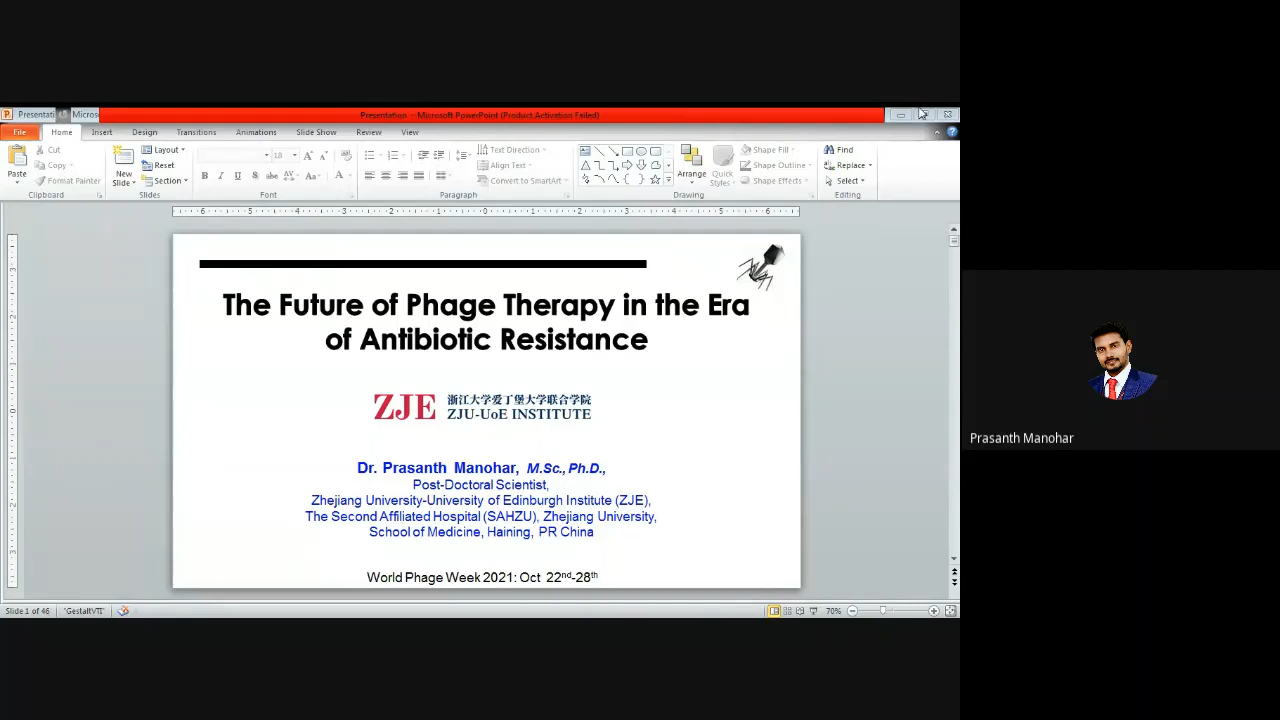 Presentati
Micros
Presentation - Microsoft PowerPoint (Product Activation Failed)
File Home Insert Design Transitions Animations Slide Show Review View
Paste
Cut
Copy
Format Painter
Clipboard
New
Slide
Layout
Reset
Section
Slides
18
Font
Text Direction
Align Text
Convert to SmartArt
Paragraph
Arrange
Quick
Styles
Shape Fill
Shape Outline
Shape Effects
Drawing
Find
Replace
Select
Editing
The Future of Phage Therapy in the Era
of Antibiotic Resistance
ZJE
浙江大学爱丁堡大学联合学院
ZJU-UoE INSTITUTE
Dr. Prasanth Manohar, M.Sc., Ph.D.,
Post-Doctoral Scientist,
Zhejiang University-University of Edinburgh Institute (ZJE),
The Second Affiliated Hospital (SAHZU), Zhejiang University,
School of Medicine, Haining, PR China
World Phage Week 2021: Oct 22nd-28th
Slide 1 of 46
"GestaltVTI"
70%
Prasanth Manohar